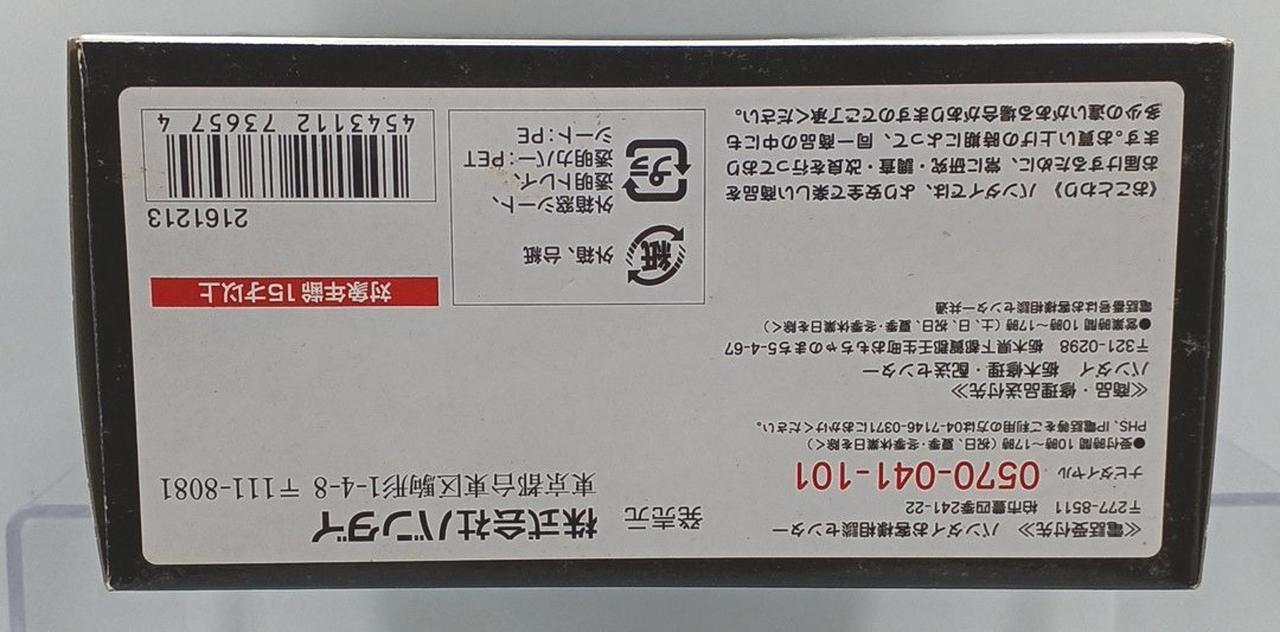 ≪電話受付先≫　バンダイお客様相談センター
〒277-8511　柏市豊四季241-22
ナビダイヤル 0570-041-101
●受付時間 10時〜17時（祝日、夏季・冬季休業日を除く）
PHS、IP電話等をご利用の方は04-7146-0371におかけください。
≪商品・修理品送付先≫
バンダイ　栃木修理・配送センター
〒321-0298　栃木県下都賀郡壬生町おもちゃのまち5-4-67
●営業時間 10時〜17時（土、日、祝日、夏季・冬季休業日を除く）
電話番号はお客様相談センター共通
《おことわり》 バンダイでは、より安全で楽しい商品を
お届けするために、常に研究・調査・改良を行っており
ます。お買い上げの時期によって、同一商品の中にも
多少の違いがある場合がありますのでご了承ください。
発売元　株式会社バンダイ
東京都台東区駒形1-4-8 〒111-8081
紙
外箱、台紙
プラ
外箱窓シート、
透明トレイ、
透明カバー：PET
シート：PE
対象年齢15才以上
2161213
4543112 73657 4